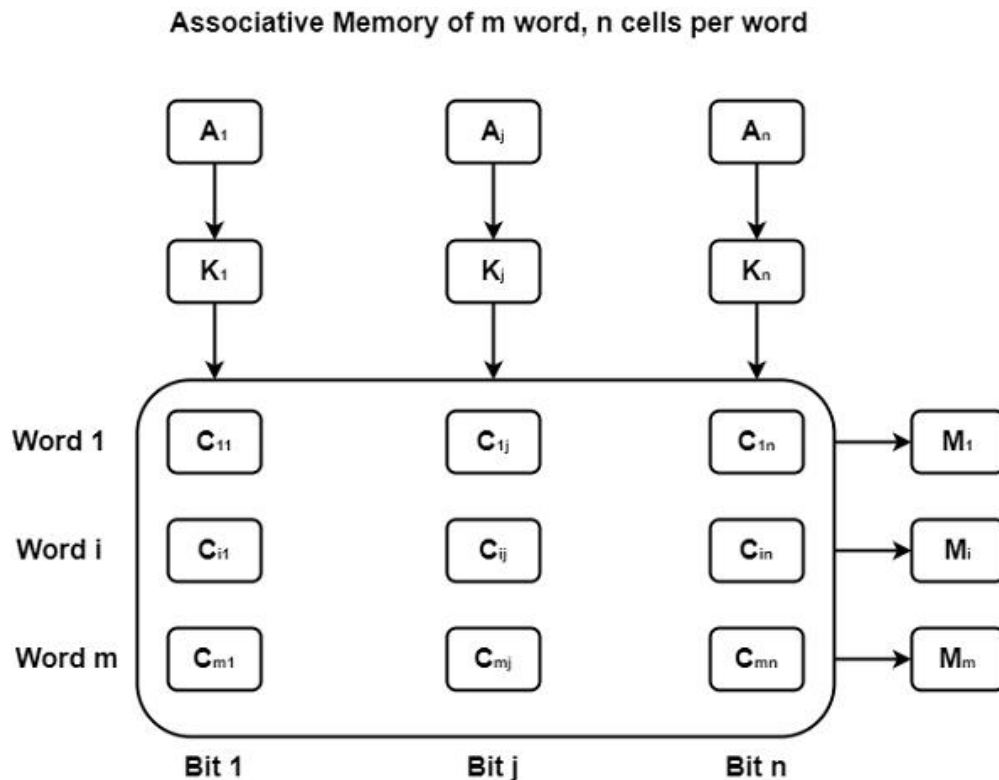 Associative Memory of m word, n cells per word
A₁ Aⱼ Aₙ
K₁ Kⱼ Kₙ
Word 1 C₁₁ C₁ⱼ C₁ₙ M₁
Word i Cᵢ₁ Cᵢⱼ Cᵢₙ Mᵢ
Word m Cₘ₁ Cₘⱼ Cₘₙ Mₘ
Bit 1 Bit j Bit n